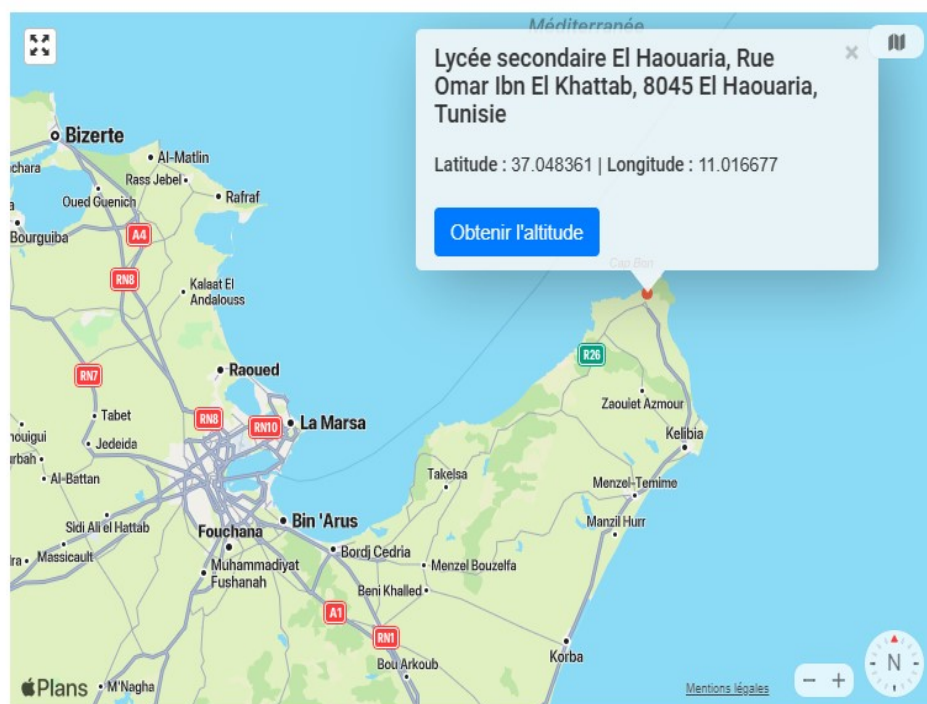 Méditerranée
Lycée secondaire El Haouaria, Rue
Omar Ibn El Khattab, 8045 El Haouaria,
Tunisie
Latitude : 37.048361 | Longitude : 11.016677
Obtenir l'altitude
Cap Bon
Bizerte
Al-Matlin
chara
Rass Jebel
Oued Guenich
Rafraf
Bourguiba
A4
RN8
Kalaat El
Andalouss
R26
RN7
Raoued
Zaouiet Azmour
Tabet
RN8
RN10
La Marsa
nouigui
Jedeida
Kelibia
urbah
Al-Battan
Takelsa
Menzel-Temime
Sidi Ali el Hattab
Fouchana
Bin 'Arus
Manzil Hurr
ra
Massicault
Bordj Cedria
Muhammadiyat
Fushanah
Menzel Bouzelfa
Beni Khalled
A1
RN1
Bou Arkoub
Korba
N
Plans
M'Nagha
Mentions légales